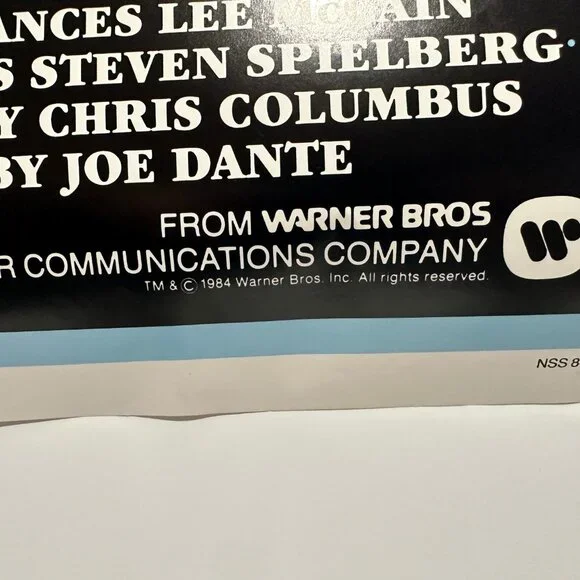 ANCES LEE McCAIN
S STEVEN SPIELBERG
Y CHRIS COLUMBUS
BY JOE DANTE
FROM WARNER BROS
R COMMUNICATIONS COMPANY
TM & © 1984 Warner Bros. Inc. All rights reserved.
NSS 8